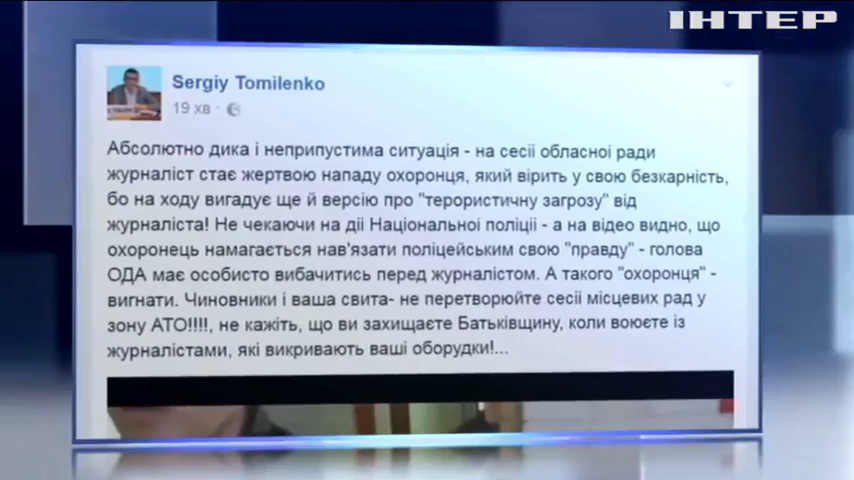 ІНТЕР
Sergiy Tomilenko
19 хв ·
Абсолютно дика і неприпустима ситуація - на сесії обласної ради
журналіст стає жертвою нападу охоронця, який вірить у свою безкарність,
бо на ходу вигадує ще й версію про "терористичну загрозу" від
журналіста! Не чекаючи на дії Національної поліції - а на відео видно, що
охоронець намагається нав'язати поліцейським свою "правду" - голова
ОДА має особисто вибачитись перед журналістом. А такого "охоронця" -
вигнати. Чиновники і ваша свита- не перетворюйте сесії місцевих рад у
зону АТО!!!!, не кажіть, що ви захищаєте Батьківщину, коли воюєте із
журналістами, які викривають ваші оборудки!...